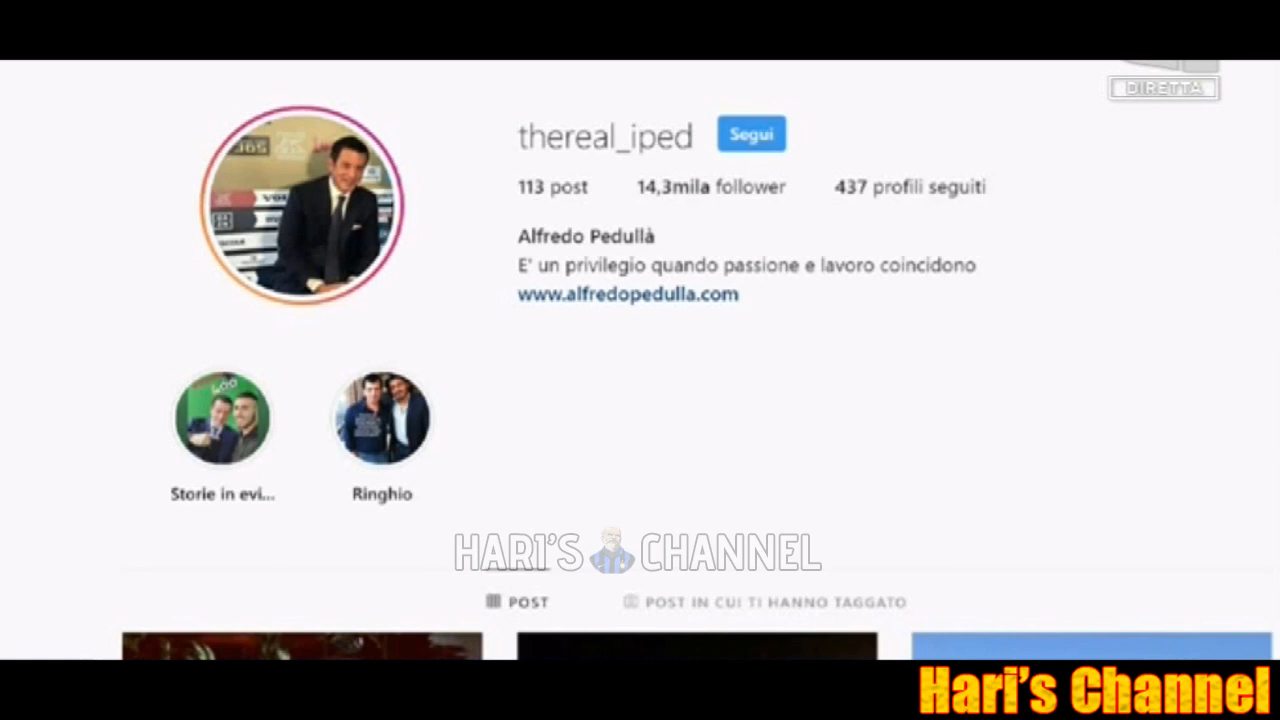 DIRETTA
thereal_iped Segui
113 post 14,3mila follower 437 profili seguiti
Alfredo Pedullà
E' un privilegio quando passione e lavoro coincidono
www.alfredopedulla.com
Storie in evi... Ringhio
HARI'S CHANNEL
POST POST IN CUI TI HANNO TAGGATO
Hari's Channel